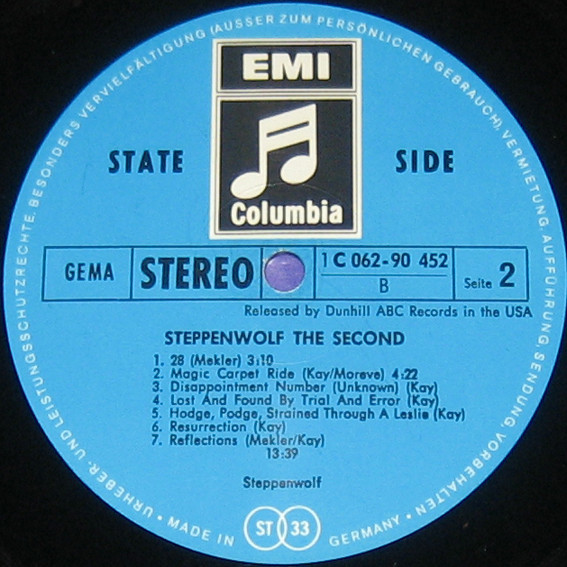 URHEBER- UND LEISTUNGSSCHUTZRECHTE, BESONDERS VERVIELFÄLTIGUNG (AUSSER ZUM PERSÖNLICHEN GEBRAUCH), VERMIETUNG, AUFFÜHRUNG, SENDUNG, VORBEHALTEN
EMI
STATE SIDE
Columbia
GEMA STEREO 1 C 062-90 452 Seite 2
B
Released by Dunhill ABC Records in the USA
STEPPENWOLF THE SECOND
1. 28 (Mekler) 3:10
2. Magic Carpet Ride (Kay/Moreve) 4:22
3. Disappointment Number (Unknown) (Kay)
4. Lost And Found By Trial And Error (Kay)
5. Hodge, Podge, Strained Through A Leslie (Kay)
6. Resurrection (Kay)
7. Reflections (Mekler/Kay)
13:39
Steppenwolf
ST 33
• MADE IN GERMANY •